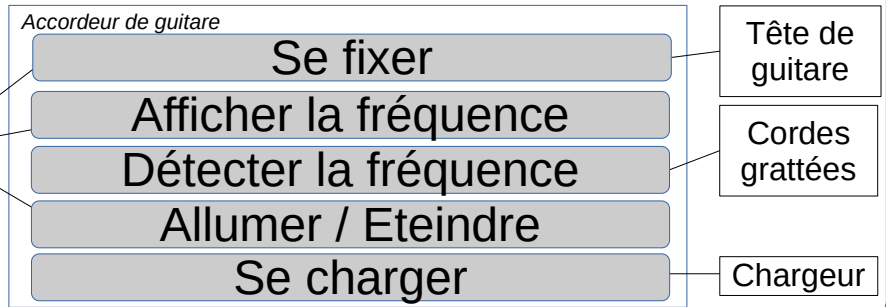 Accordeur de guitare
Se fixer
Afficher la fréquence
Détecter la fréquence
Allumer / Eteindre
Se charger
Tête de
guitare
Cordes
grattées
Chargeur